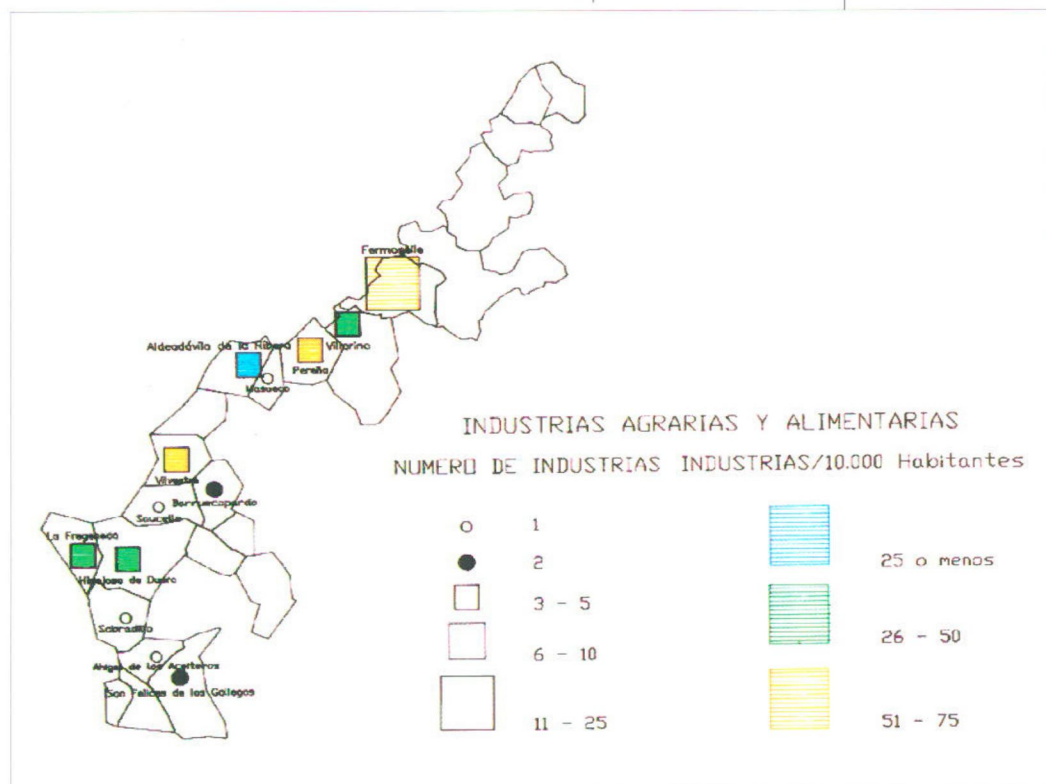 Fermoselle
Aldeadávila de la Ribera
Villarino
Pereña
Masueco
Vilvestre
Barruecopardo
Saucelle
La Fregeneda
Hinojosa de Duero
Sobradillo
Ahigal de los Aceiteros
San Felices de los Gallegos
INDUSTRIAS AGRARIAS Y ALIMENTARIAS
NUMERO DE INDUSTRIAS INDUSTRIAS/10.000 Habitantes
1
2
3 - 5
6 - 10
11 - 25
25 o menos
26 - 50
51 - 75